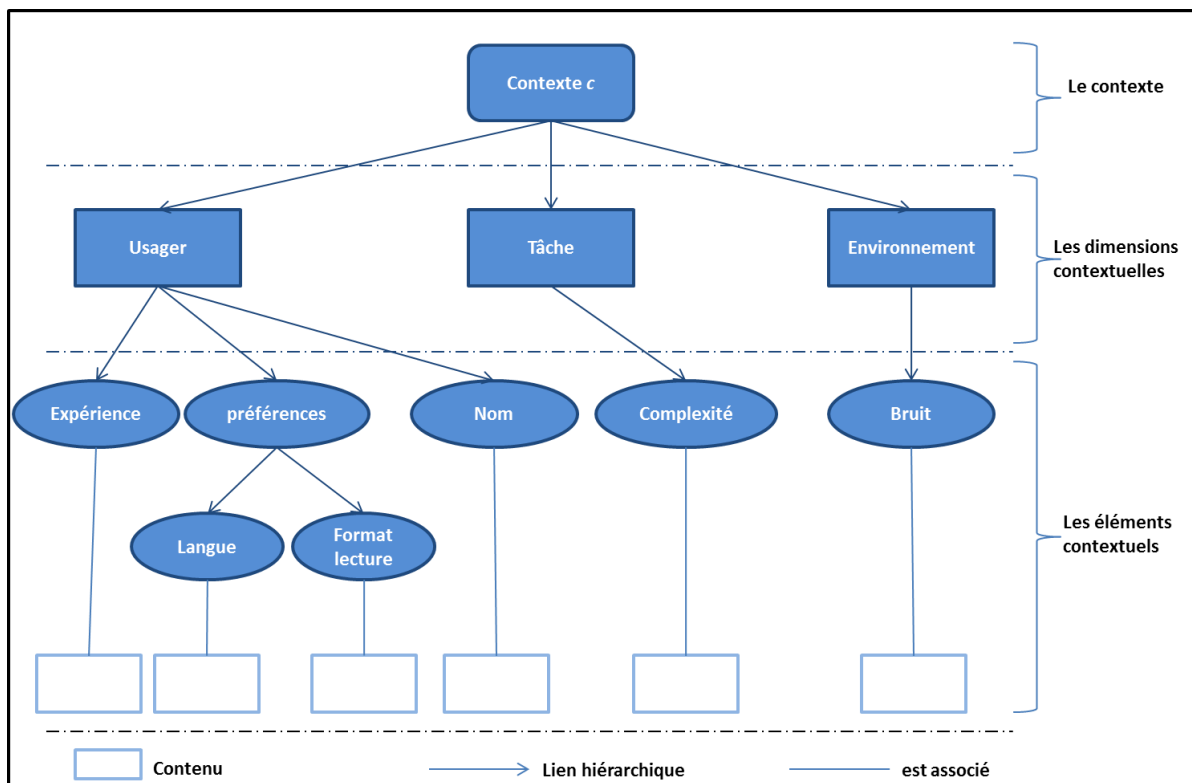 Contexte c
Le contexte
Usager
Tâche
Environnement
Les dimensions
contextuelles
Expérience
préférences
Nom
Complexité
Bruit
Langue
Format
lecture
Les éléments
contextuels
Contenu
Lien hiérarchique
est associé